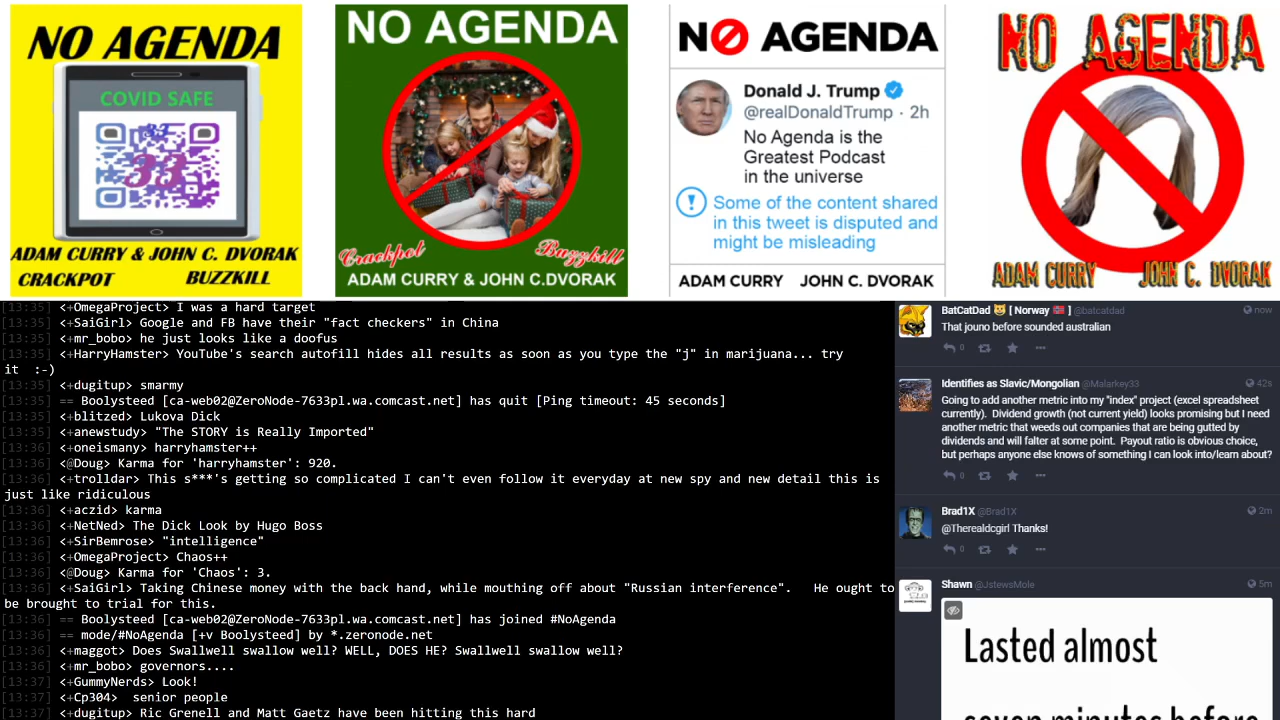 NO AGENDA
COVID SAFE
33
ADAM CURRY & JOHN C. DVORAK
CRACKPOT BUZZKILL
NO AGENDA
Crackpot Buzzkill
ADAM CURRY & JOHN C.DVORAK
NO AGENDA
Donald J. Trump
@realDonaldTrump · 2h
No Agenda is the
Greatest Podcast
in the universe
Some of the content shared
in this tweet is disputed and
might be misleading
ADAM CURRY JOHN C. DVORAK
NO AGENDA
ADAM CURRY JOHN C. DVORAK
[13:35] <+OmegaProject> I was a hard target
[13:35] <+SaiGirl> Google and FB have their "fact checkers" in China
[13:35] <+mr_bobo> he just looks like a doofus
[13:35] <+HarryHamster> YouTube's search autofill hides all results as soon as you type the "j" in marijuana... try
it  :-)
[13:35] <+dugitup> smarmy
[13:35] == Boolysteed [ca-web02@ZeroNode-7633pl.wa.comcast.net] has quit [Ping timeout: 45 seconds]
[13:35] <+blitzed> Lukova Dick
[13:35] <+anewstudy> "The STORY is Really Imported"
[13:36] <+oneismany> harryhamster++
[13:36] <@Doug> Karma for 'harryhamster': 920.
[13:36] <+trolldar> This s***'s getting so complicated I can't even follow it everyday at new spy and new detail this is
just like ridiculous
[13:36] <+aczid> karma
[13:36] <+NetNed> The Dick Look by Hugo Boss
[13:36] <+SirBemrose> "intelligence"
[13:36] <+OmegaProject> Chaos++
[13:36] <@Doug> Karma for 'Chaos': 3.
[13:36] <+SaiGirl> Taking Chinese money with the back hand, while mouthing off about "Russian interference".   He ought to
be brought to trial for this.
[13:36] == Boolysteed [ca-web02@ZeroNode-7633pl.wa.comcast.net] has joined #NoAgenda
[13:36] == mode/#NoAgenda [+v Boolysteed] by *.zeronode.net
[13:36] <+maggot> Does Swallwell swallow well? WELL, DOES HE? Swallwell swallow well?
[13:36] <+mr_bobo> governors....
[13:37] <+GummyNerds> Look!
[13:37] <+Cp304>  senior people
[13:37] <+dugitup> Ric Grenell and Matt Gaetz have been hitting this hard
BatCatDad [ Norway ] @batcatdad now
That jouno before sounded australian
0
Identifies as Slavic/Mongolian @Malarkey33 42s
Going to add another metric into my "index" project (excel spreadsheet
currently).  Dividend growth (not current yield) looks promising but I need
another metric that weeds out companies that are being gutted by
dividends and will falter at some point.  Payout ratio is obvious choice,
but perhaps anyone else knows of something I can look into/learn about?
0
Brad1X @Brad1X 2m
@Therealdcgirl Thanks!
0
Shawn @JstewsMole 5m
Lasted almost
seven minutes before